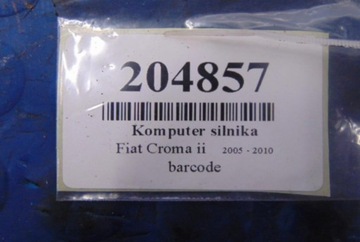 204857
Komputer silnika
Fiat Croma ii 2005 - 2010
barcode